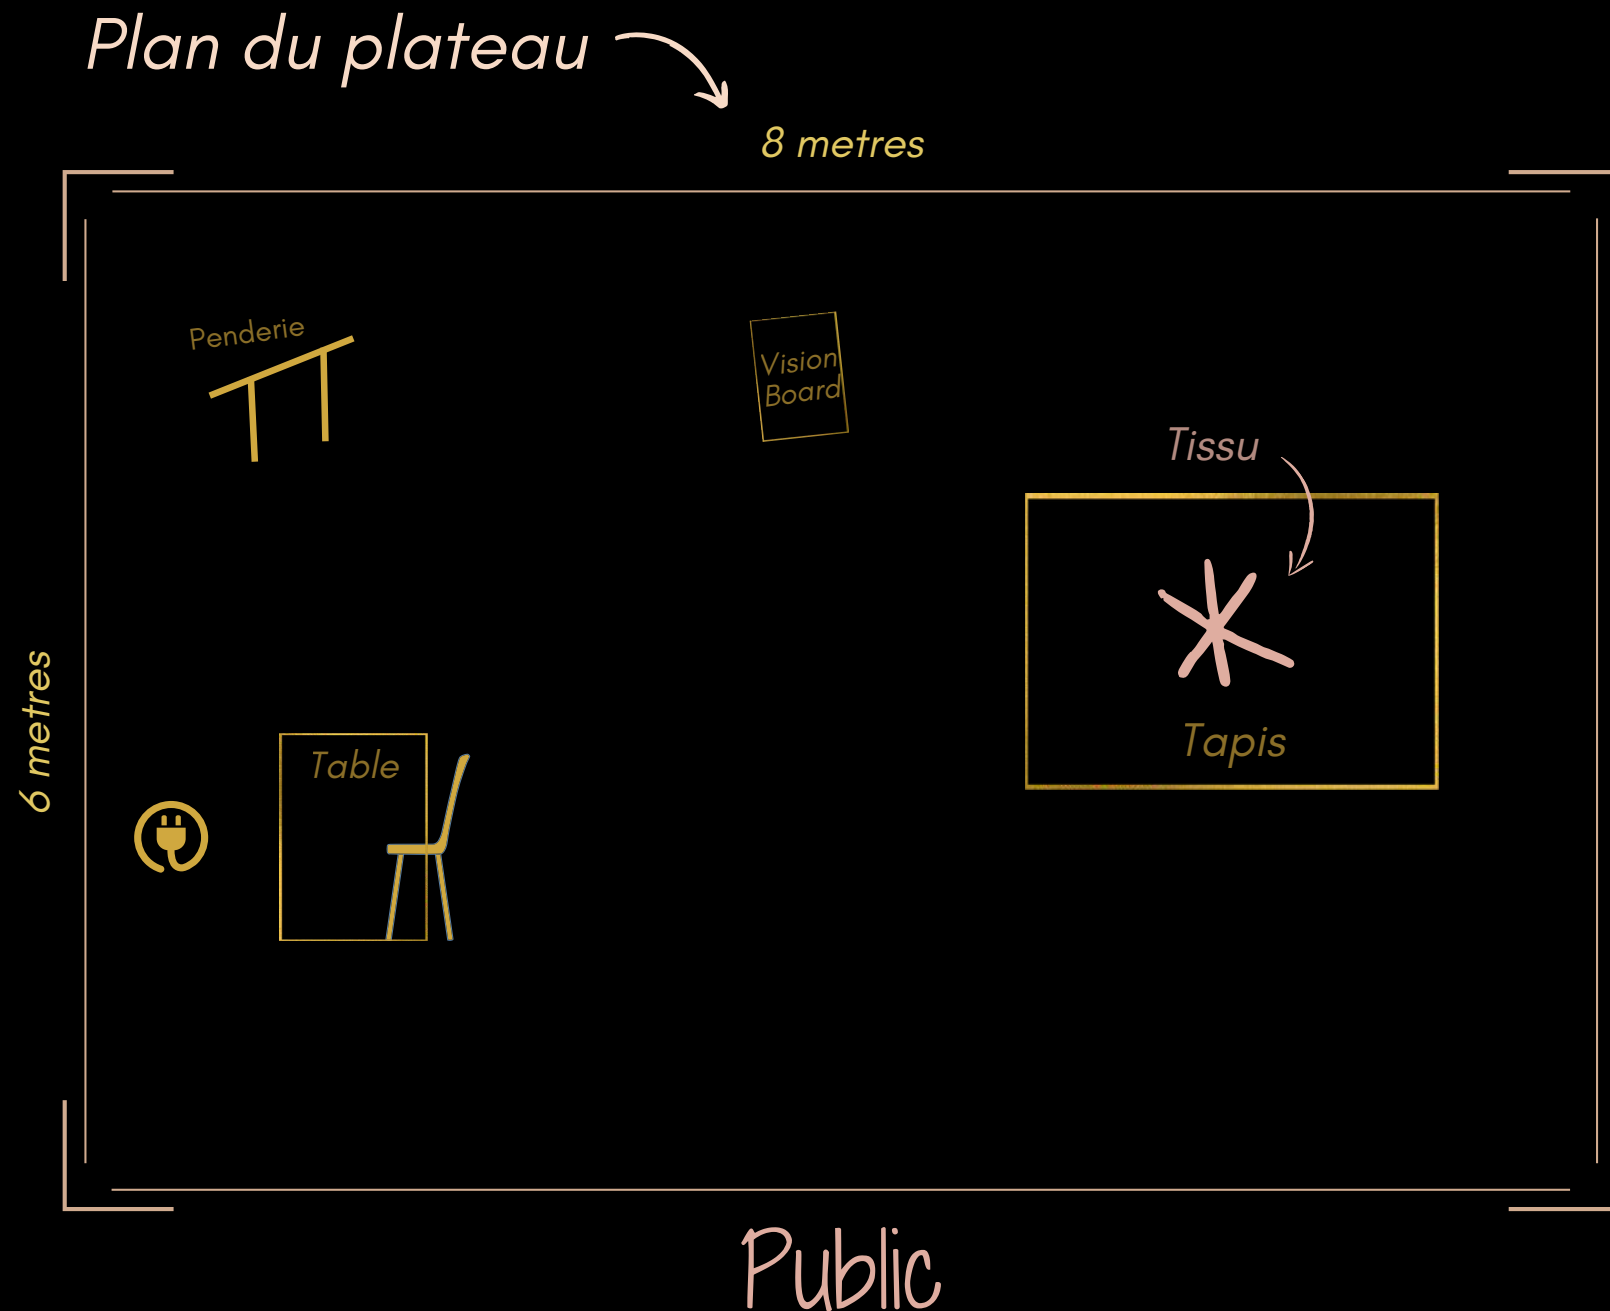 Plan du plateau
8 metres
Penderie
Vision
Board
Tissu
6 metres
Tapis
Table
Public